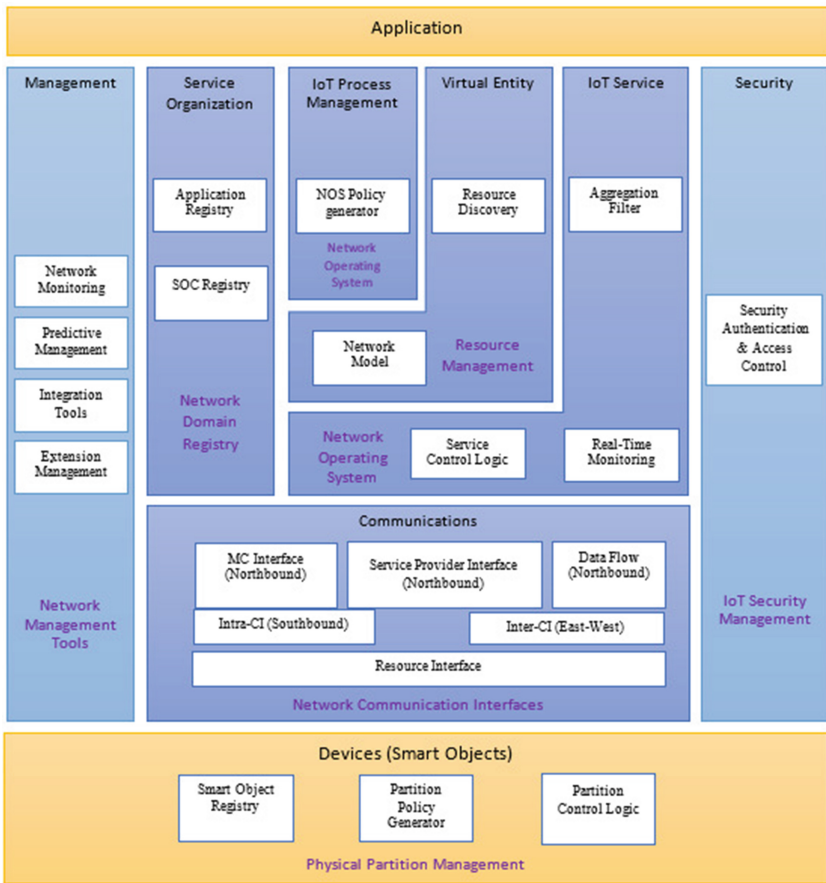 Application
Management
Network
Monitoring
Predictive
Management
Integration
Tools
Extension
Management
Network
Management
Tools
Service
Organization
Application
Registry
SOC Registry
Network
Domain
Registry
IoT Process
Management
NOS Policy
generator
Network
Operating
System
Virtual Entity
Resource
Discovery
Network
Model
Resource
Management
IoT Service
Aggregation
Filter
Network
Operating
System
Service
Control Logic
Real-Time
Monitoring
Security
Security
Authentication
& Access
Control
IoT Security
Management
Communications
MC Interface
(Northbound)
Service Provider Interface
(Northbound)
Data Flow
(Northbound)
Intra-CI (Southbound)
Inter-CI (East-West)
Resource Interface
Network Communication Interfaces
Devices (Smart Objects)
Smart Object
Registry
Partition
Policy
Generator
Partition
Control Logic
Physical Partition Management